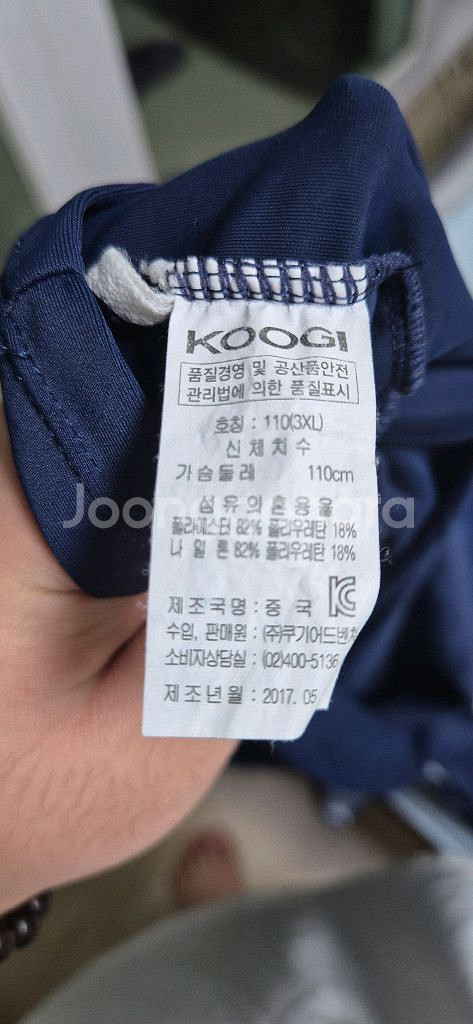 KOOGI
품질경영 및 공산품안전
관리법에 의한 품질표시
호칭 : 110(3XL)
신체치수
가슴둘레 110cm
섬유의혼용율
폴리에스터 82% 폴리우레탄 18%
나 일 론 82% 폴리우레탄 18%
제조국명 : 중 국
수입, 판매원 : (주)쿠기어드벤처
소비자상담실 : (02)400-5136
제조년월 : 2017. 05